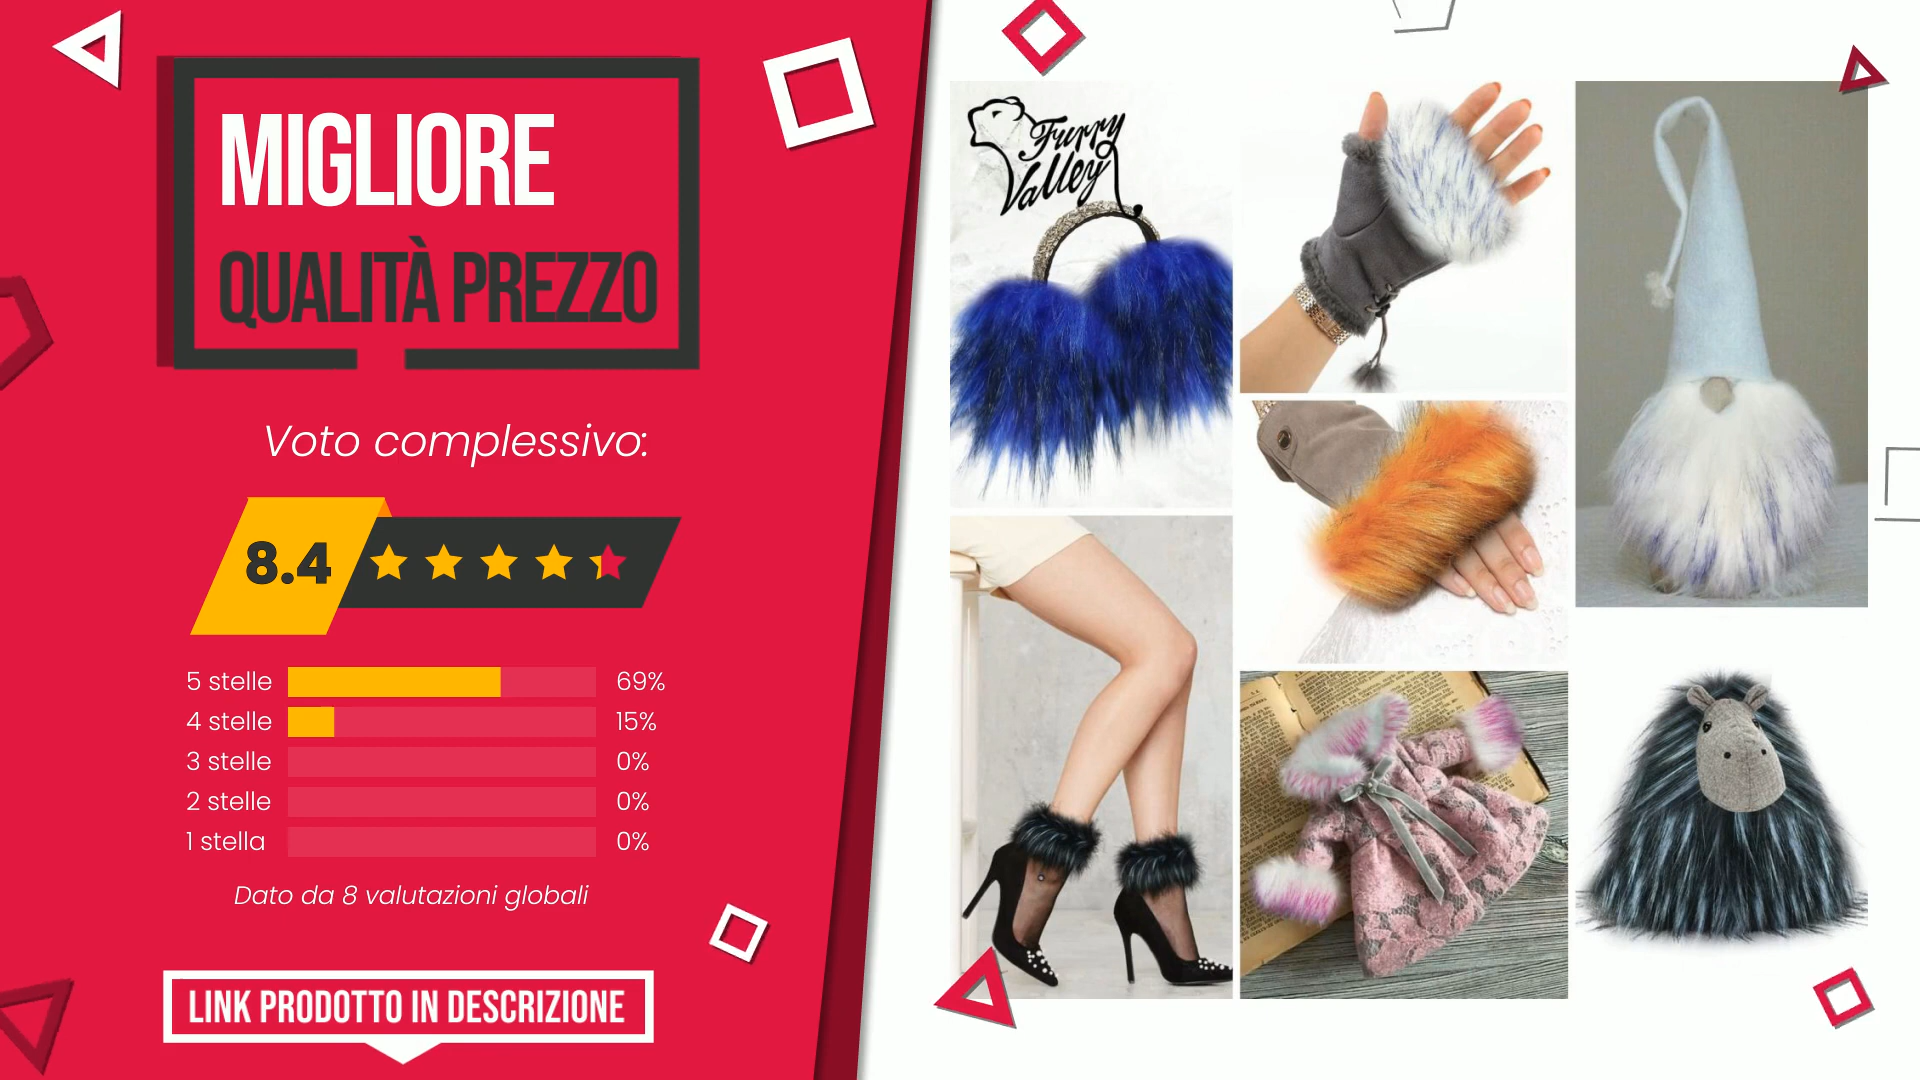 MIGLIORE
QUALITÀ PREZZO
Voto complessivo:
8.4
5 stelle 69%
4 stelle 15%
3 stelle 0%
2 stelle 0%
1 stella 0%
Dato da 8 valutazioni globali
LINK PRODOTTO IN DESCRIZIONE
Furry
Valley